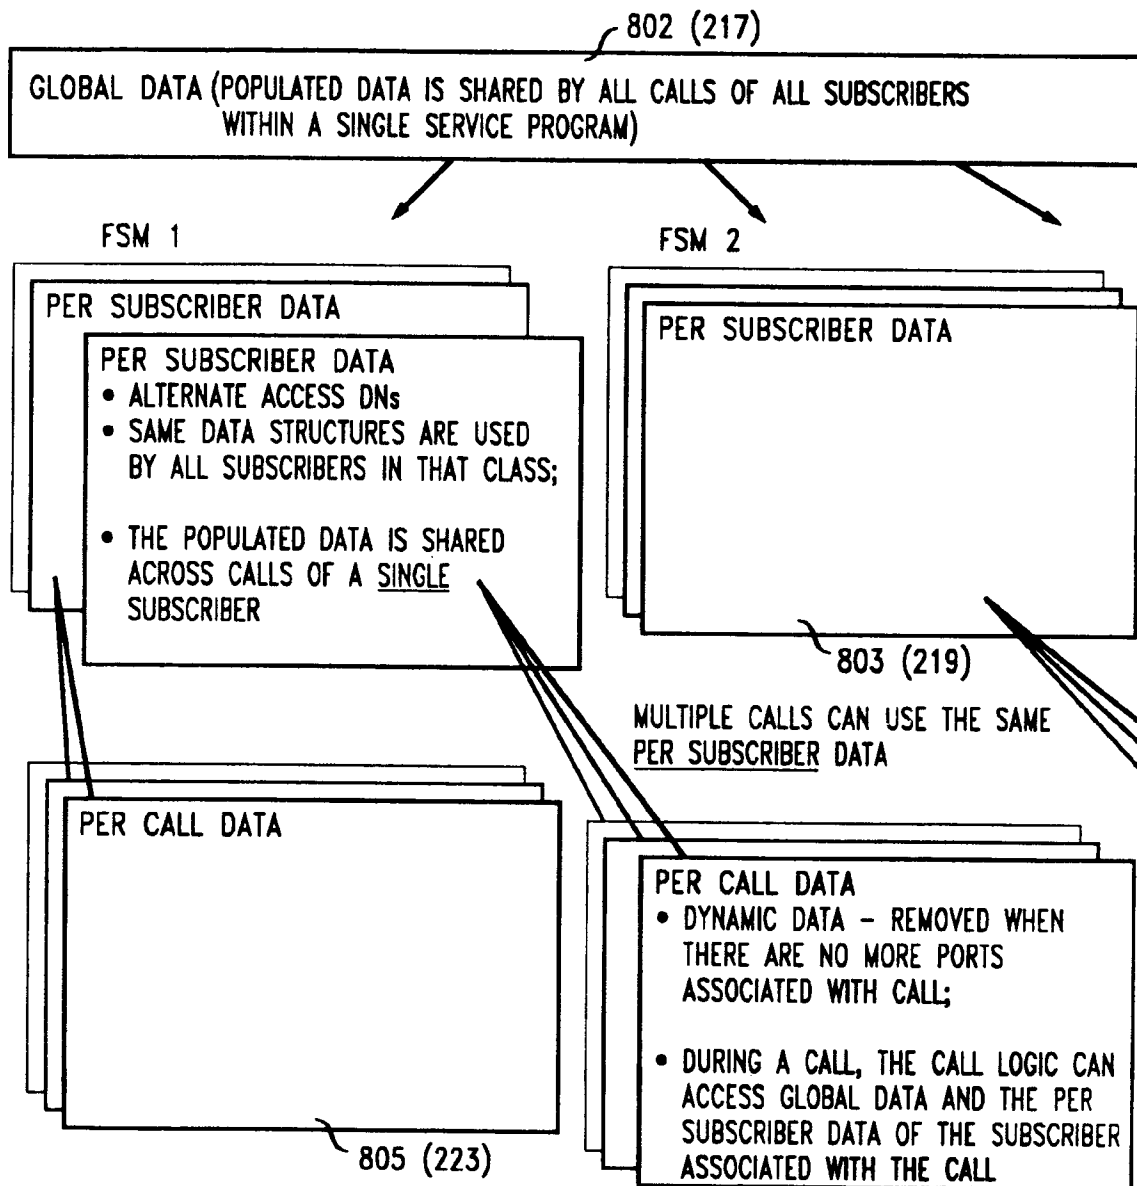 802 (217)
GLOBAL DATA (POPULATED DATA IS SHARED BY ALL CALLS OF ALL SUBSCRIBERS
WITHIN A SINGLE SERVICE PROGRAM)
FSM 1
FSM 2
PER SUBSCRIBER DATA
PER SUBSCRIBER DATA
• ALTERNATE ACCESS DNs
• SAME DATA STRUCTURES ARE USED
BY ALL SUBSCRIBERS IN THAT CLASS;
• THE POPULATED DATA IS SHARED
ACROSS CALLS OF A SINGLE
SUBSCRIBER
PER SUBSCRIBER DATA
803 (219)
MULTIPLE CALLS CAN USE THE SAME
PER SUBSCRIBER DATA
PER CALL DATA
805 (223)
PER CALL DATA
• DYNAMIC DATA – REMOVED WHEN
THERE ARE NO MORE PORTS
ASSOCIATED WITH CALL;
• DURING A CALL, THE CALL LOGIC CAN
ACCESS GLOBAL DATA AND THE PER
SUBSCRIBER DATA OF THE SUBSCRIBER
ASSOCIATED WITH THE CALL